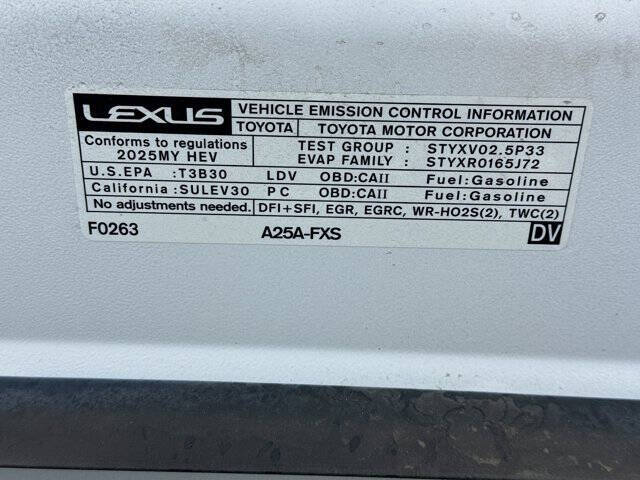 LEXUS VEHICLE EMISSION CONTROL INFORMATION
TOYOTA TOYOTA MOTOR CORPORATION
Conforms to regulations
2025MY HEV
TEST GROUP : STYXV02.5P33
EVAP FAMILY : STYXR0165J72
U.S.EPA :T3B30 LDV OBD:CAII Fuel:Gasoline
California :SULEV30 PC OBD:CAII Fuel:Gasoline
No adjustments needed. DFI+SFI, EGR, EGRC, WR-HO2S(2), TWC(2)
F0263 A25A-FXS DV